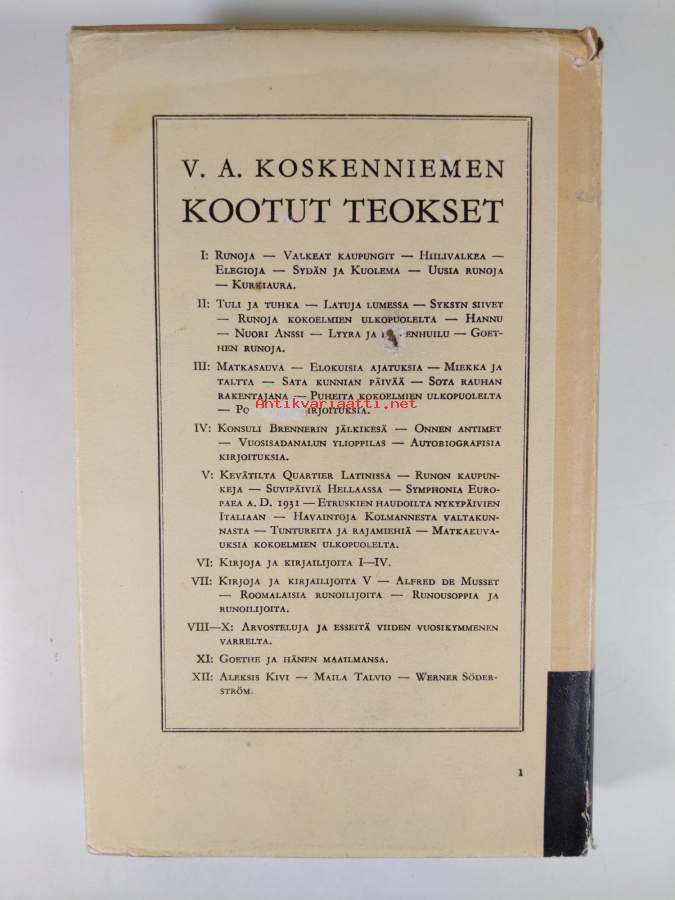 V. A. KOSKENNIEMEN
KOOTUT TEOKSET
I: RUNOJA — VALKEAT KAUPUNGIT — HIILIVALKEA —
ELEGIOJA — SYDÄN JA KUOLEMA — UUSIA RUNOJA
— KURKIAURA.
II: TULI JA TUHKA — LATUJA LUMESSA — SYKSYN SIIVET
— RUNOJA KOKOELMIEN ULKOPUOLELTA — HANNU
— NUORI ANSSI — LYYRA JA ENHUILU — GOET-
HEN RUNOJA.
III: MATKASAUVA — ELOKUISIA AJATUKSIA — MIEKKA JA
TALTTA — SATA KUNNIAN PÄIVÄÄ — SOTA RAUHAN
RAKENTAJANA — PUHEITA KOKOELMIEN ULKOPUOLELTA
Antikvariaatti.net
— PO IRJOITUKSIA.
IV: KONSULI BRENNERIN JÄLKIKESÄ — ONNEN ANTIMET
— VUOSISADANALUN YLIOPPILAS — AUTOBIOGRAFISIA
KIRJOITUKSIA.
V: KEVÄTILTA QUARTIER LATINISSA — RUNON KAUPUN-
KEJA — SUVIPÄIVIÄ HELLAASSA — SYMPHONIA EURO-
PAEA A. D. 1931 — ETRUSKIEN HAUDOILTA NYKYPÄIVIEN
ITALIAAN — HAVAINTOJA KOLMANNESTA VALTAKUN-
NASTA — TUNTUREITA JA RAJAMIEHIÄ — MATKAKUVA-
UKSIA KOKOELMIEN ULKOPUOLELTA.
VI: KIRJOJA JA KIRJAILIJOITA I—IV.
VII: KIRJOJA JA KIRJAILIJOITA V — ALFRED DE MUSSET
— ROOMALAISIA RUNOILIJOITA — RUNOUSOPPIA JA
RUNOILIJOITA.
VIII—X: ARVOSTELUJA JA ESSEITÄ VIIDEN VUOSIKYMMENEN
VARRELTA.
XI: GOETHE JA HÄNEN MAAILMANSA.
XII: ALEKSIS KIVI — MAILA TALVIO — WERNER SÖDER-
STRÖM.
1